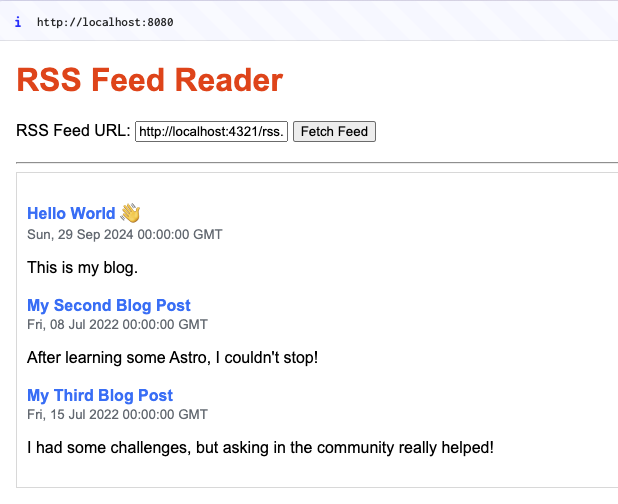 i http://localhost:8080
RSS Feed Reader
RSS Feed URL: http://localhost:4321/rss. Fetch Feed
Hello World 👋
Sun, 29 Sep 2024 00:00:00 GMT
This is my blog.
My Second Blog Post
Fri, 08 Jul 2022 00:00:00 GMT
After learning some Astro, I couldn't stop!
My Third Blog Post
Fri, 15 Jul 2022 00:00:00 GMT
I had some challenges, but asking in the community really helped!